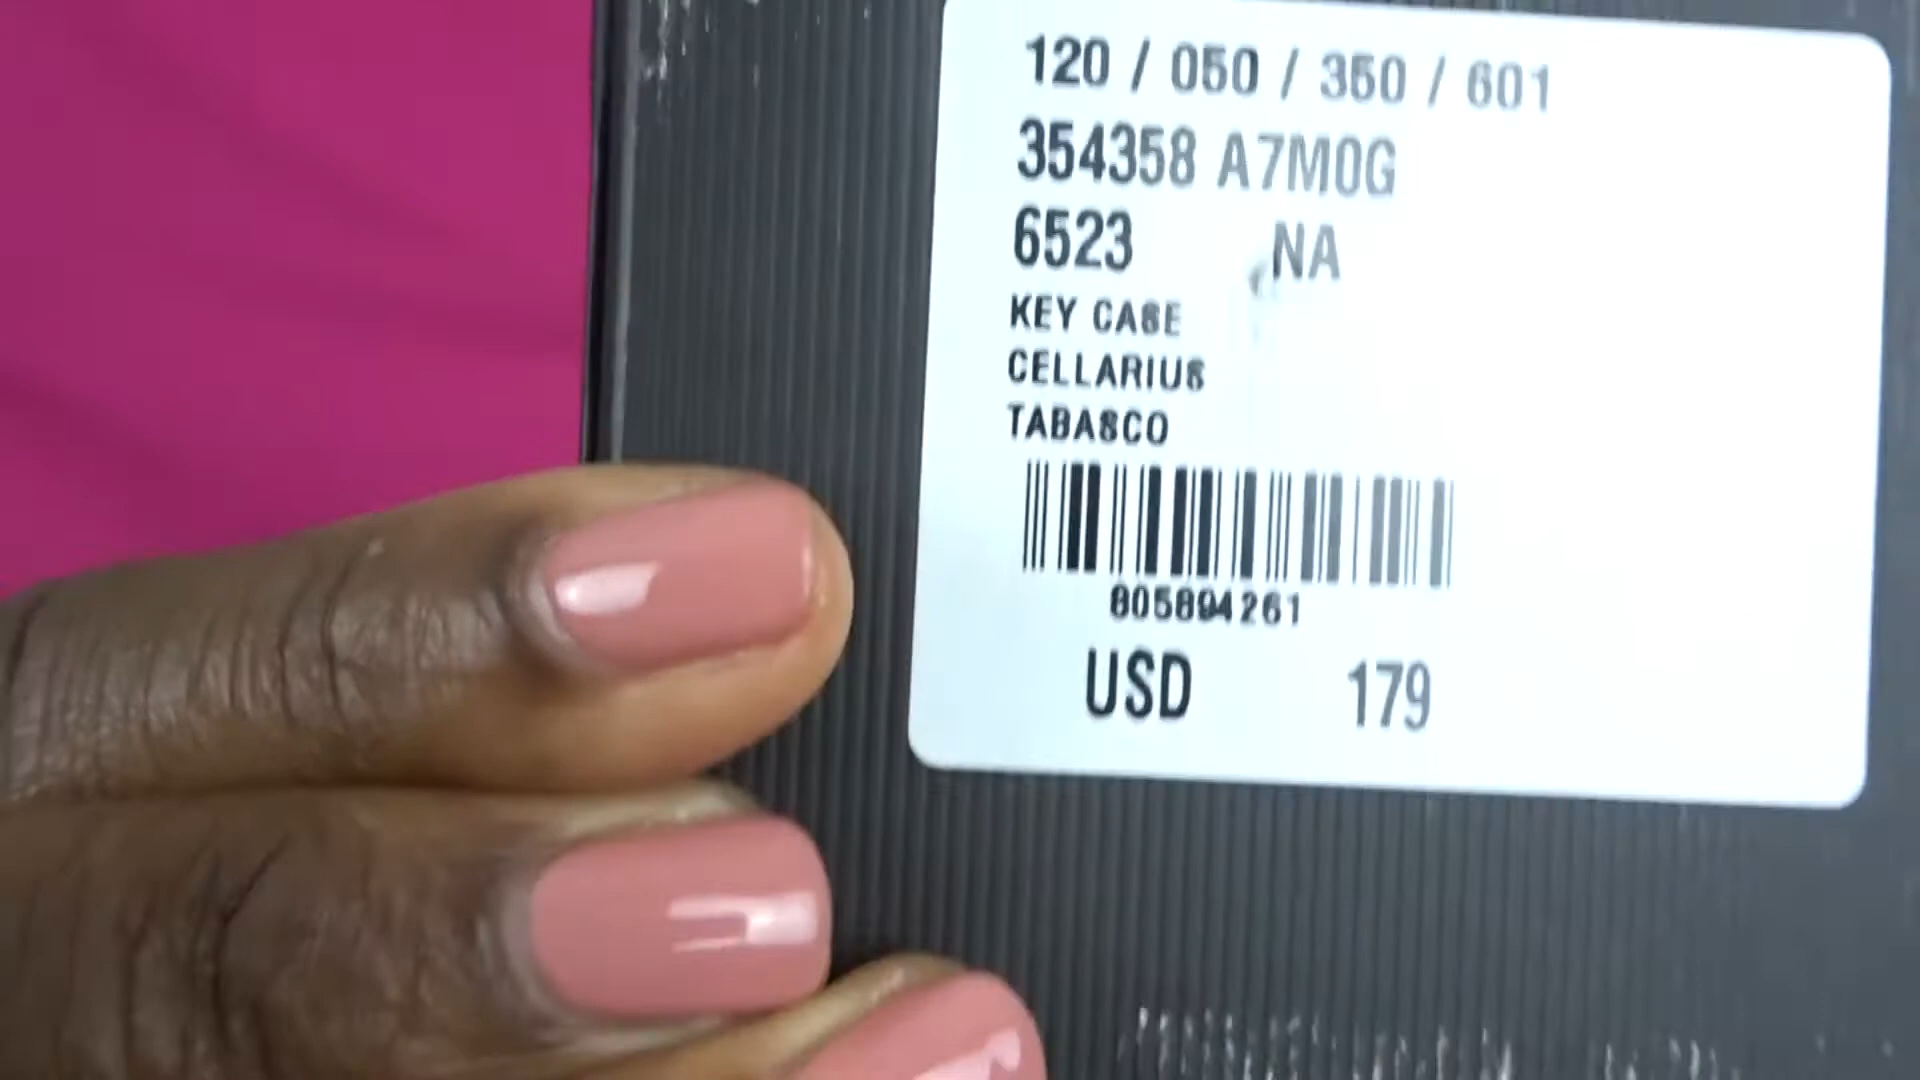 120 / 050 / 350 / 601
354358 A7M0G
6523 NA
KEY CASE
CELLARIUS
TABASCO
805894261
USD 179